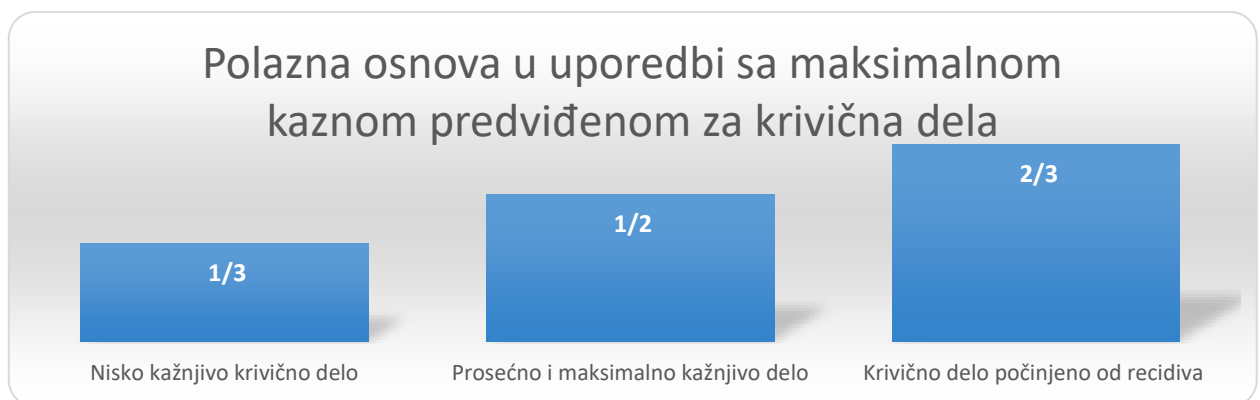 Polazna osnova u uporedbi sa maksimalnom
kaznom predviđenom za krivična dela
1/3
1/2
2/3
Nisko kažnjivo krivično delo
Prosećno i maksimalno kažnjivo delo
Krivično delo počinjeno od recidiva